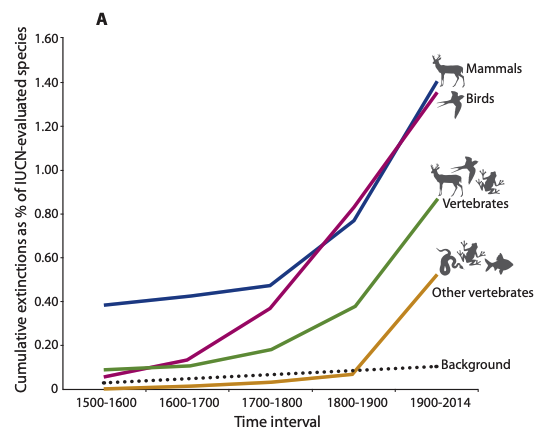 A
Cumulative extinctions as % of IUCN-evaluated species
1.60
1.40
1.20
1.00
0.80
0.60
0.40
0.20
0
Mammals
Birds
Vertebrates
Other vertebrates
Background
1500-1600 1600-1700 1700-1800 1800-1900 1900-2014
Time interval